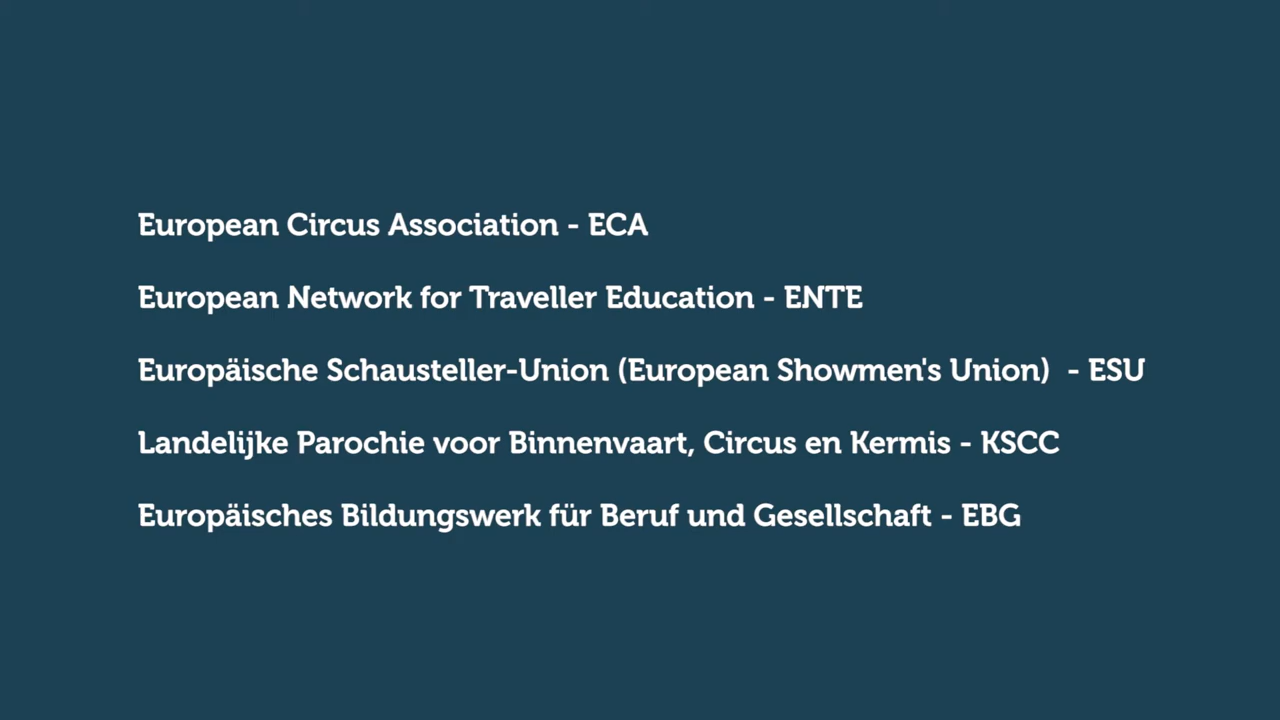 European Circus Association - ECA
European Network for Traveller Education - ENTE
Europäische Schausteller-Union (European Showmen's Union)  - ESU
Landelijke Parochie voor Binnenvaart, Circus en Kermis - KSCC
Europäisches Bildungswerk für Beruf und Gesellschaft - EBG